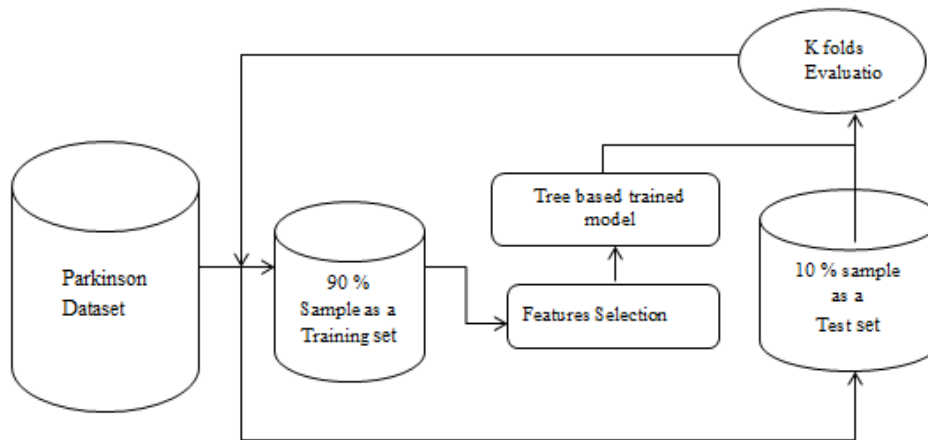 K folds
Evaluatio
Parkinson
Dataset
90 %
Sample as a
Training set
Tree based trained
model
Features Selection
10 % sample
as a
Test set